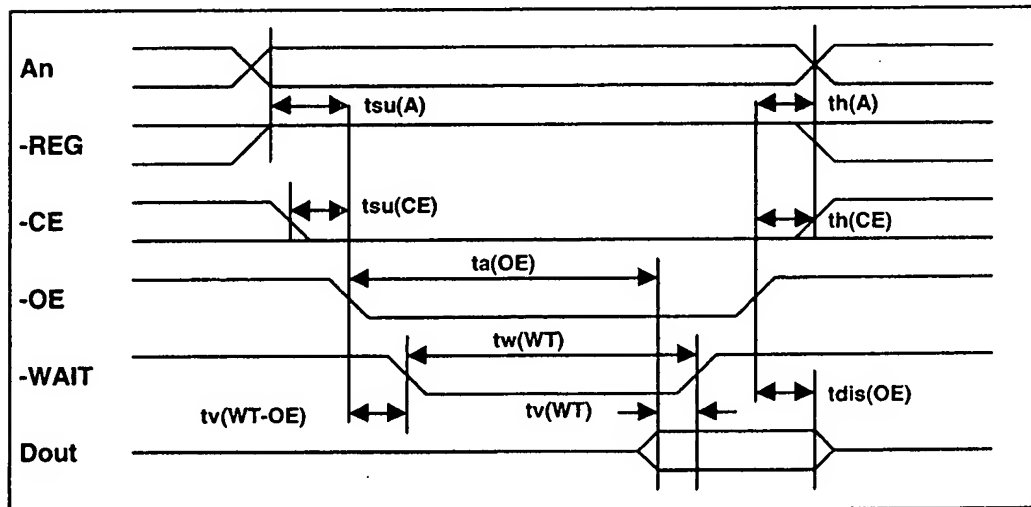 An
tsu(A)
th(A)
-REG
tsu(CE)
-CE
th(CE)
ta(OE)
-OE
tw(WT)
-WAIT
tdis(OE)
tv(WT-OE)
tv(WT)
Dout